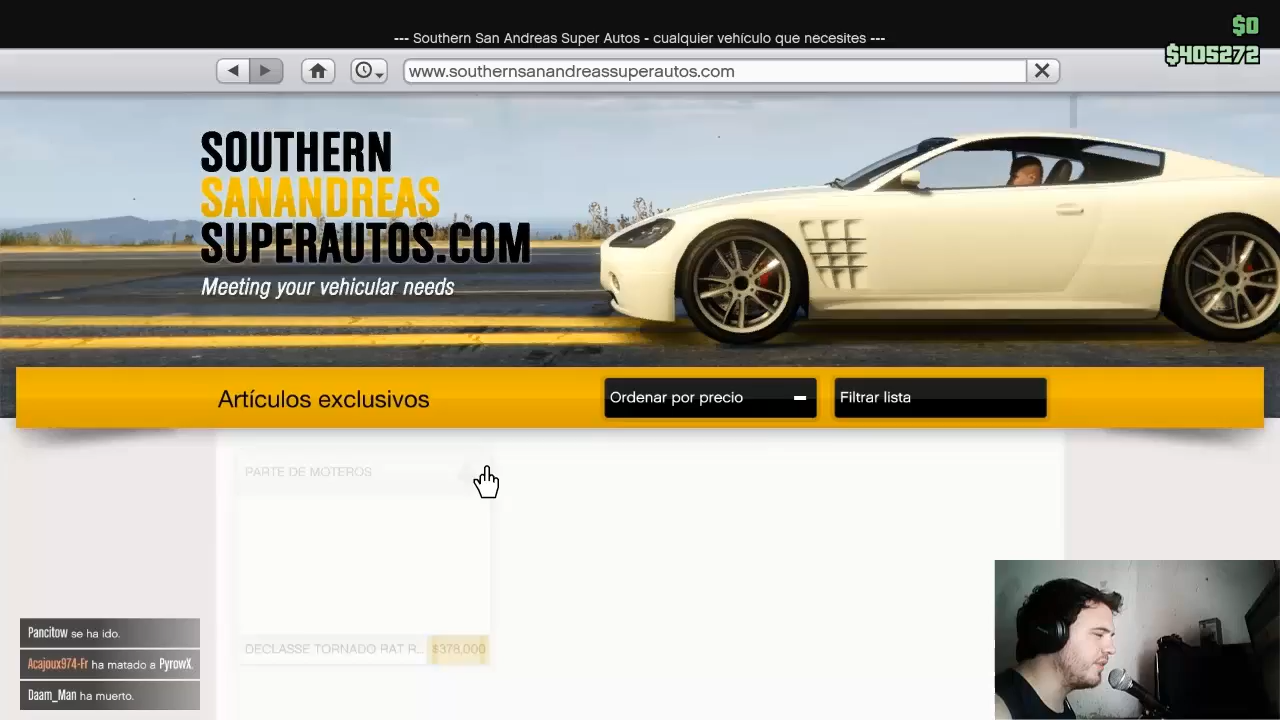 $0
--- Southern San Andreas Super Autos - cualquier vehículo que necesites ---
$405272
www.southernsanandreassuperautos.com
SOUTHERN
SANANDREAS
SUPERAUTOS.COM
Meeting your vehicular needs
Artículos exclusivos
Ordenar por precio
Filtrar lista
PARTE DE MOTEROS
DECLASSE TORNADO RAT R... $378,000
Pancitow se ha ido.
Acajoux974-Fr ha matado a PyrowX.
Daam_Man ha muerto.